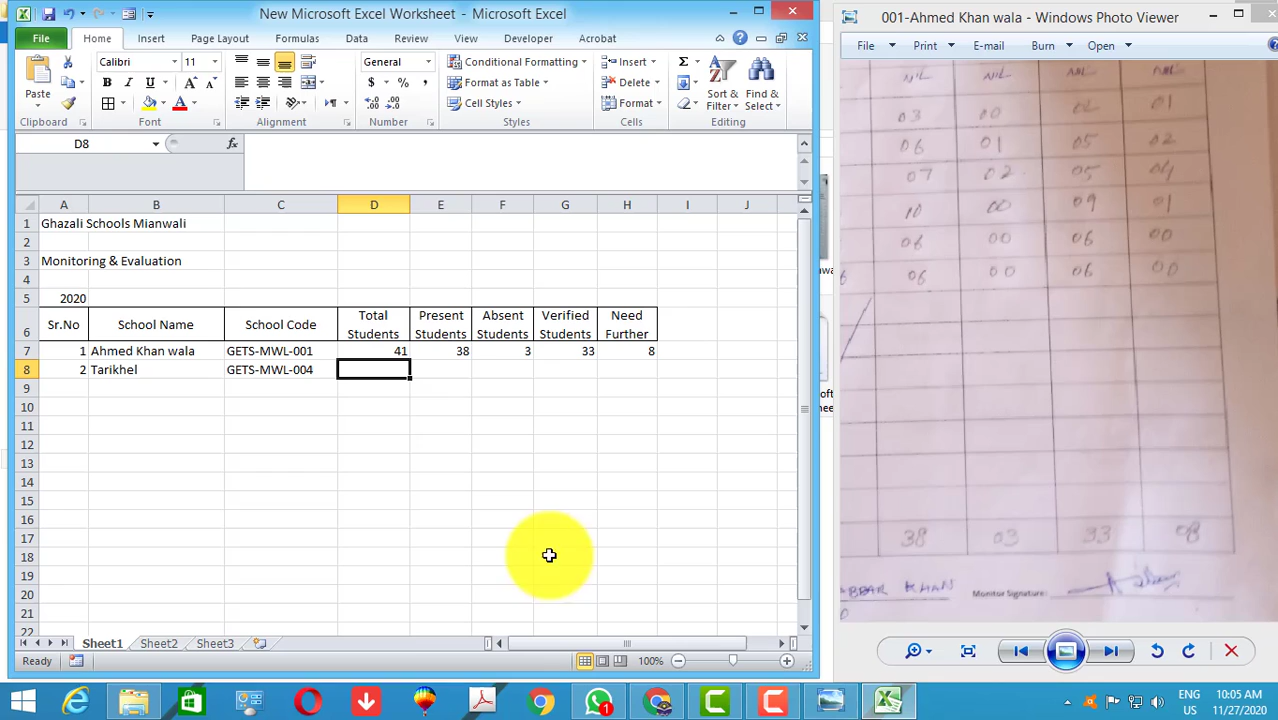 New Microsoft Excel Worksheet - Microsoft Excel
File Home Insert Page Layout Formulas Data Review View Developer Acrobat
Paste
Clipboard
Calibri 11
B I U
A A
A
Font
Alignment
General
$ % ,
Number
Conditional Formatting
Format as Table
Cell Styles
Styles
Insert
Delete
Format
Cells
Σ
Sort & Filter
Find & Select
Editing
D8 fx
A B C D E F G H I J
1 Ghazali Schools Mianwali
2
3 Monitoring & Evaluation
4
5 2020
6 Sr.No School Name School Code Total Students Present Students Absent Students Verified Students Need Further
7 1 Ahmed Khan wala GETS-MWL-001 41 38 3 33 8
8 2 Tarikhel GETS-MWL-004
9
10
11
12
13
14
15
16
17
18
19
20
21
22
Sheet1 Sheet2 Sheet3
Ready 100%
001-Ahmed Khan wala - Windows Photo Viewer
File Print E-mail Burn Open
NIL NIL NIL NIL
03 00 02 01
06 01 05 02
07 02 05 04
10 00 09 01
06 00 06 00
06 00 06 00
38 03 33 08
KHAN Monitor Signature:
1
ENG
US
10:05 AM
11/27/2020